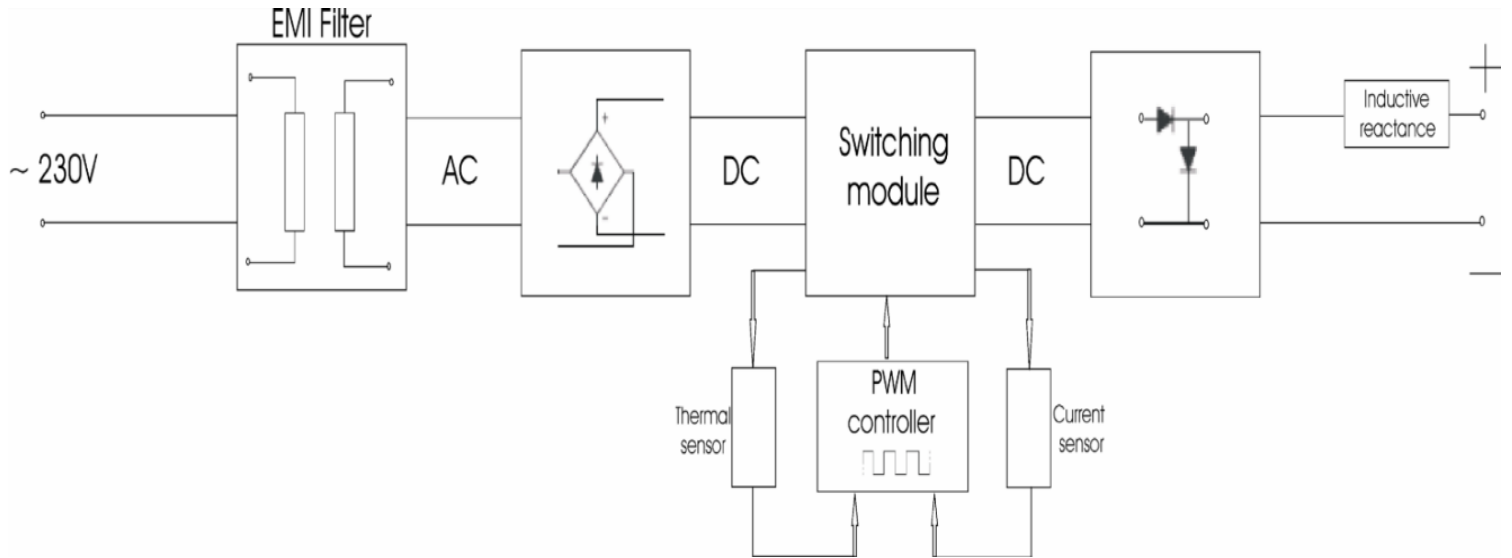 EMI Filter
~ 230V
AC
+
−
DC
Switching
module
DC
Inductive
reactance
+
−
Thermal
sensor
PWM
controller
Current
sensor